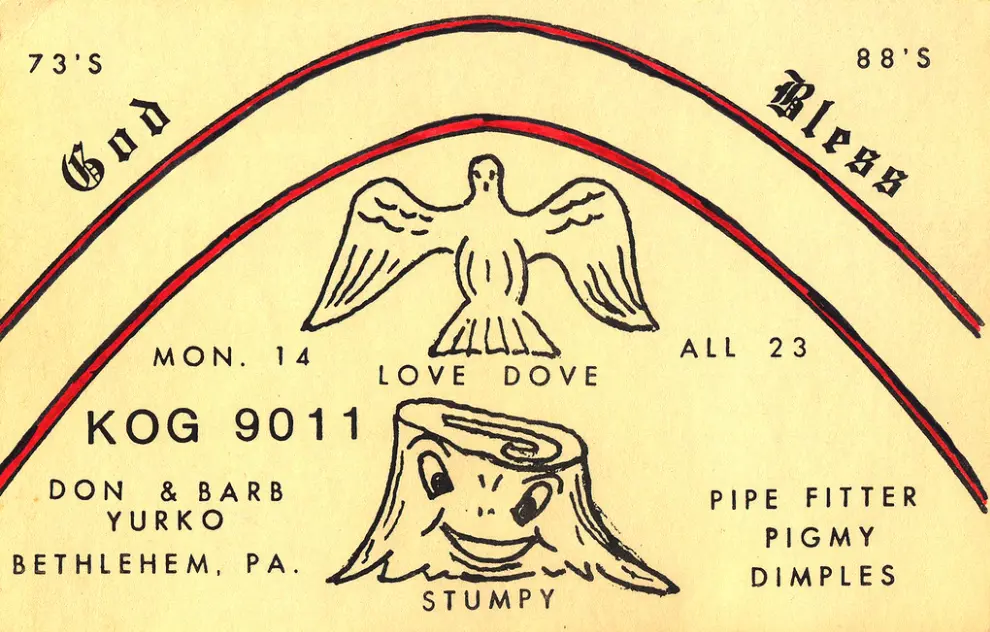 73'S
88'S
God Bless
MON. 14
ALL 23
LOVE DOVE
KOG 9011
DON & BARB
YURKO
BETHLEHEM, PA.
PIPE FITTER
PIGMY
DIMPLES
STUMPY